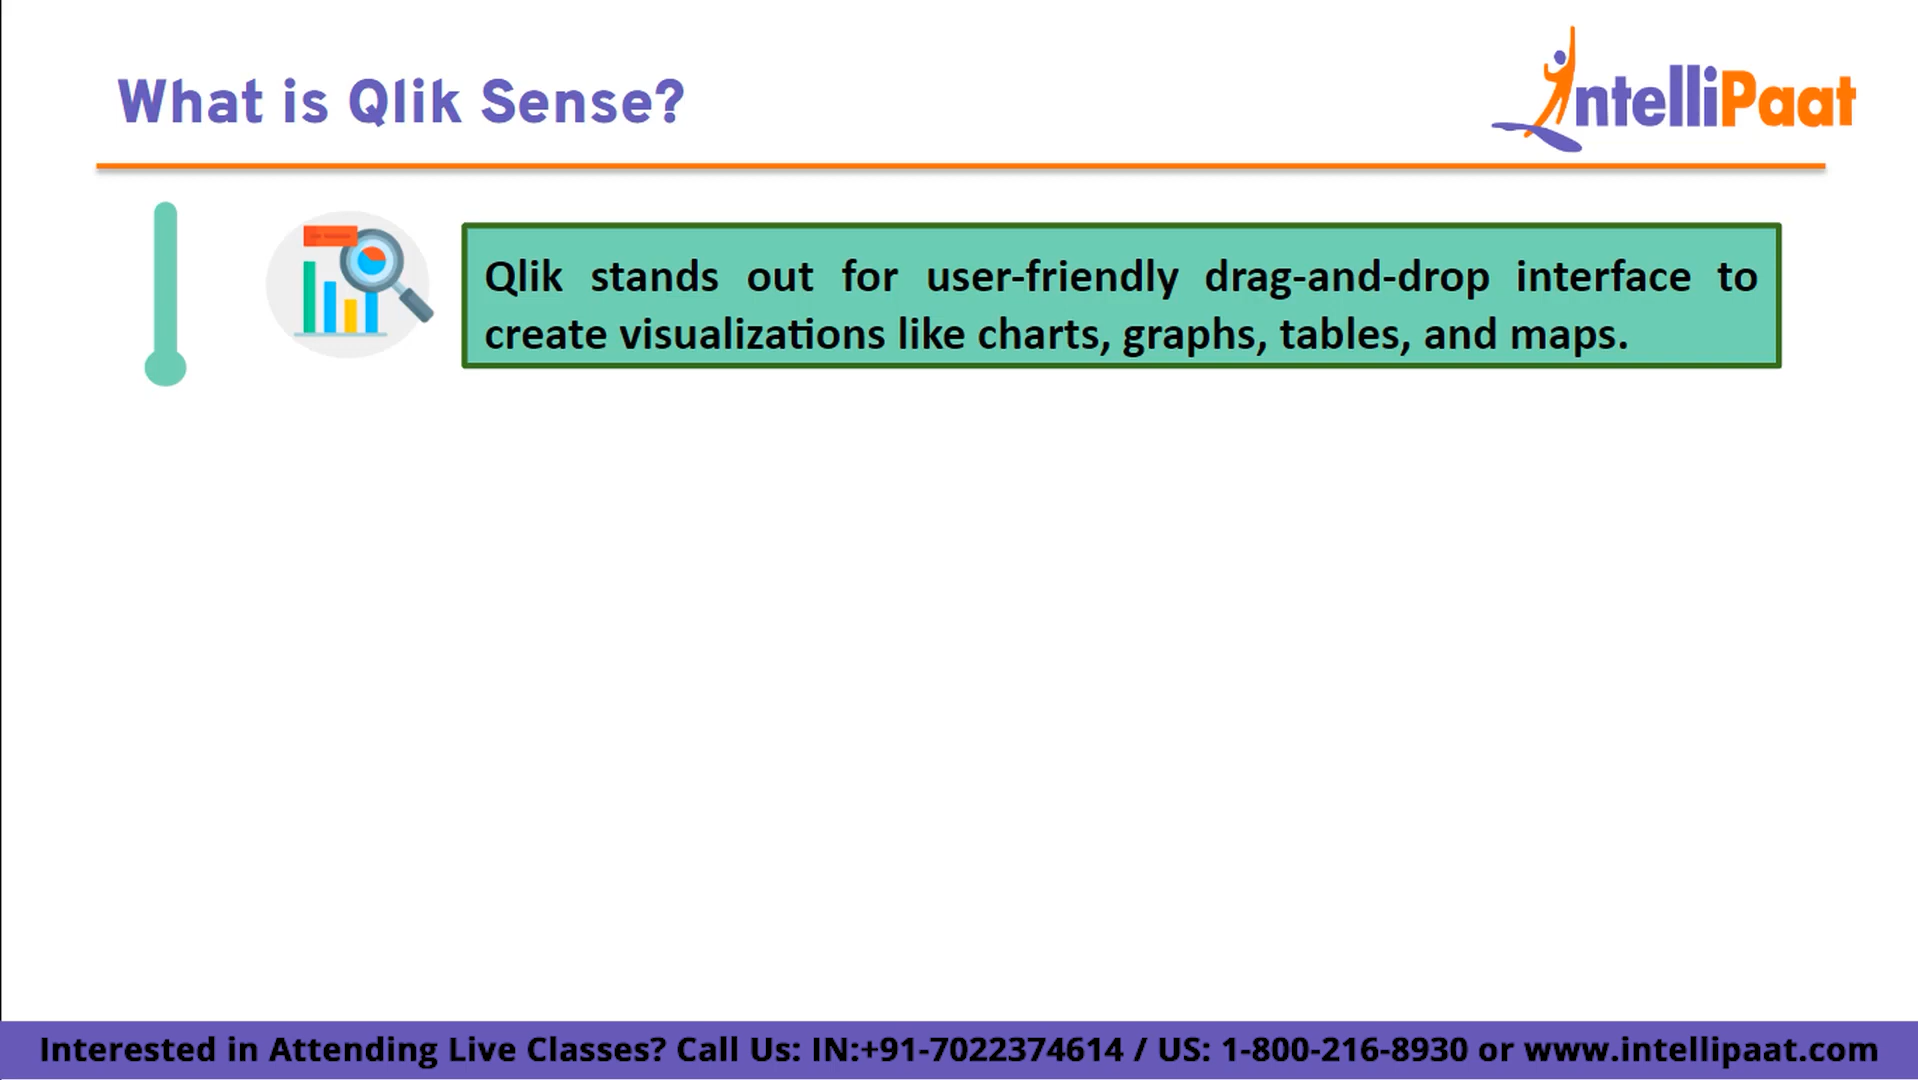 What is Qlik Sense?
IntelliPaat
Qlik stands out for user-friendly drag-and-drop interface to
create visualizations like charts, graphs, tables, and maps.
Interested in Attending Live Classes? Call Us: IN:+91-7022374614 / US: 1-800-216-8930 or www.intellipaat.com